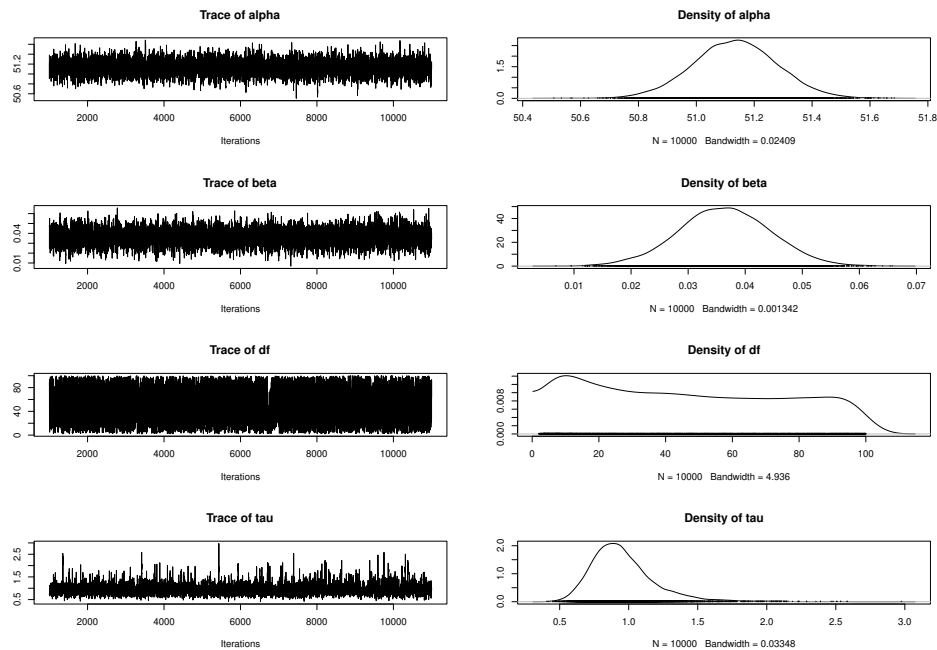 Trace of alpha
50.6 51.2
2000 4000 6000 8000 10000
Iterations
Density of alpha
0.0 1.5
50.4 50.6 50.8 51.0 51.2 51.4 51.6 51.8
N = 10000 Bandwidth = 0.02409
Trace of beta
0.01 0.04
2000 4000 6000 8000 10000
Iterations
Density of beta
0 20 40
0.01 0.02 0.03 0.04 0.05 0.06 0.07
N = 10000 Bandwidth = 0.001342
Trace of df
0 40 80
2000 4000 6000 8000 10000
Iterations
Density of df
0.000 0.008
0 20 40 60 80 100
N = 10000 Bandwidth = 4.936
Trace of tau
0.5 1.5 2.5
2000 4000 6000 8000 10000
Iterations
Density of tau
0.0 1.0 2.0
0.5 1.0 1.5 2.0 2.5 3.0
N = 10000 Bandwidth = 0.03348